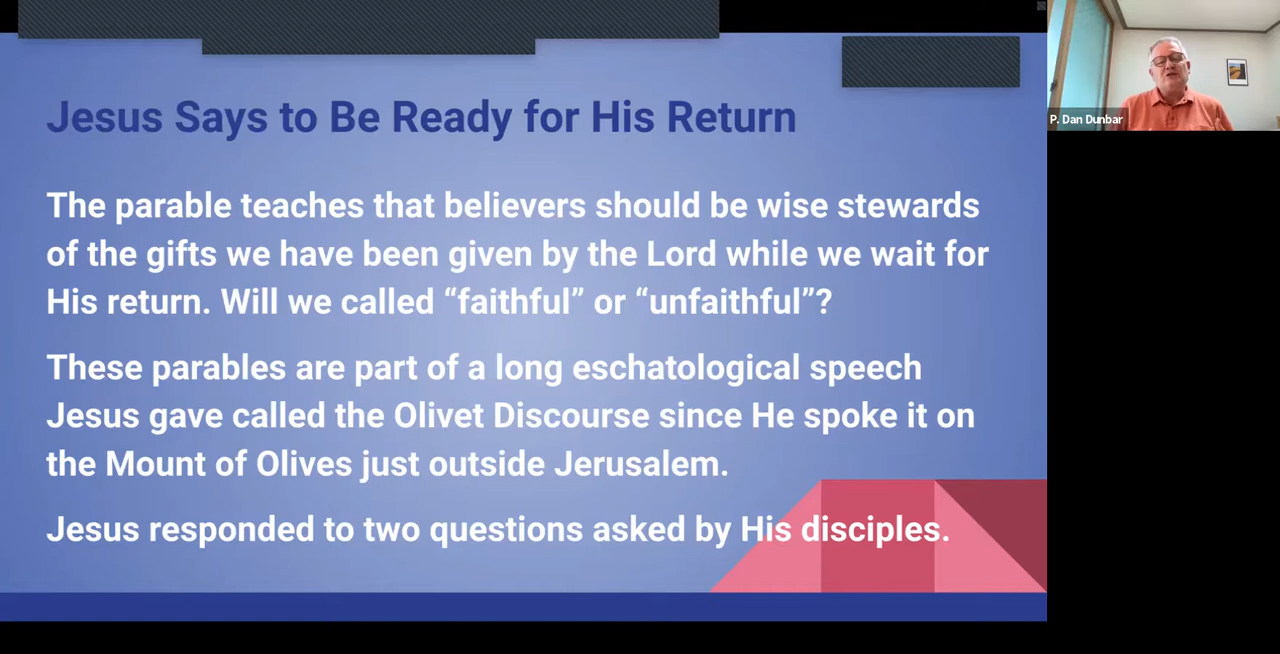 Jesus Says to Be Ready for His Return
The parable teaches that believers should be wise stewards
of the gifts we have been given by the Lord while we wait for
His return. Will we called “faithful” or “unfaithful”?
These parables are part of a long eschatological speech
Jesus gave called the Olivet Discourse since He spoke it on
the Mount of Olives just outside Jerusalem.
Jesus responded to two questions asked by His disciples.
P. Dan Dunbar